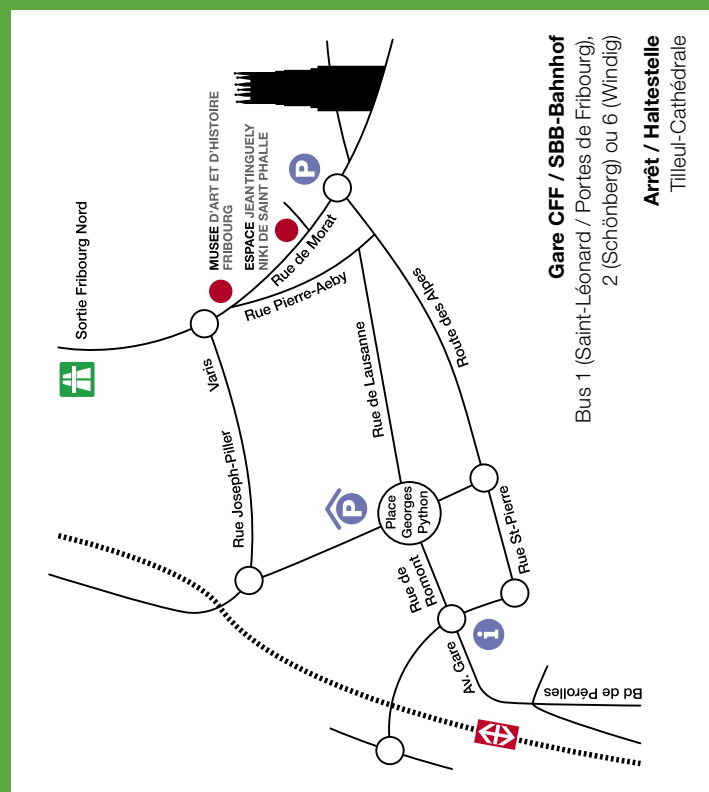 Gare CFF / SBB-Bahnhof
Bus 1 (Saint-Léonard / Portes de Fribourg),
2 (Schönberg) ou 6 (Windig)
Arrêt / Haltestelle
Tilleul-Cathédrale
Sortie Fribourg Nord
MUSEE D'ART ET D'HISTOIRE
FRIBOURG
ESPACE JEAN TINGUELY
NIKI DE SAINT PHALLE
P
Rue de Morat
Rue Pierre-Aeby
Varis
Rue de Lausanne
Route des Alpes
Rue Joseph-Piller
P
Place
Georges
Python
Rue St-Pierre
Rue de
Romont
i
Av. Gare
Bd de Pérolles